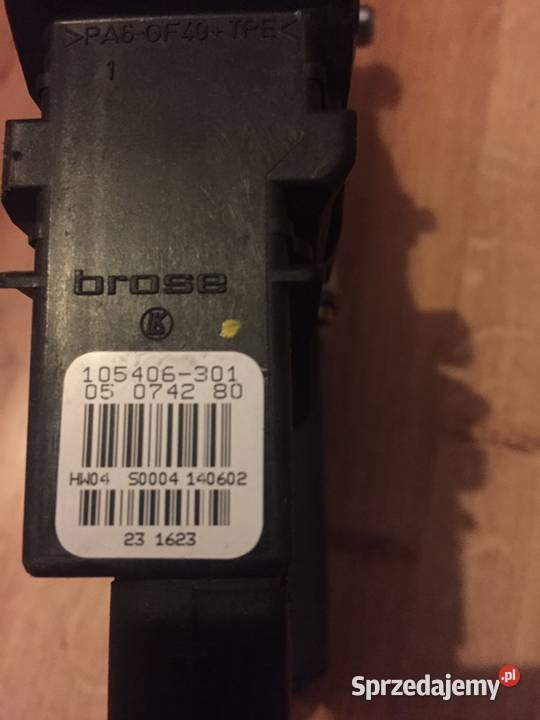 >PA6-GF40+TPE<
1
brose
K
105406-301
05 0742 80
HW04 S0004 140602
23 1623
Sprzedajemy.pl